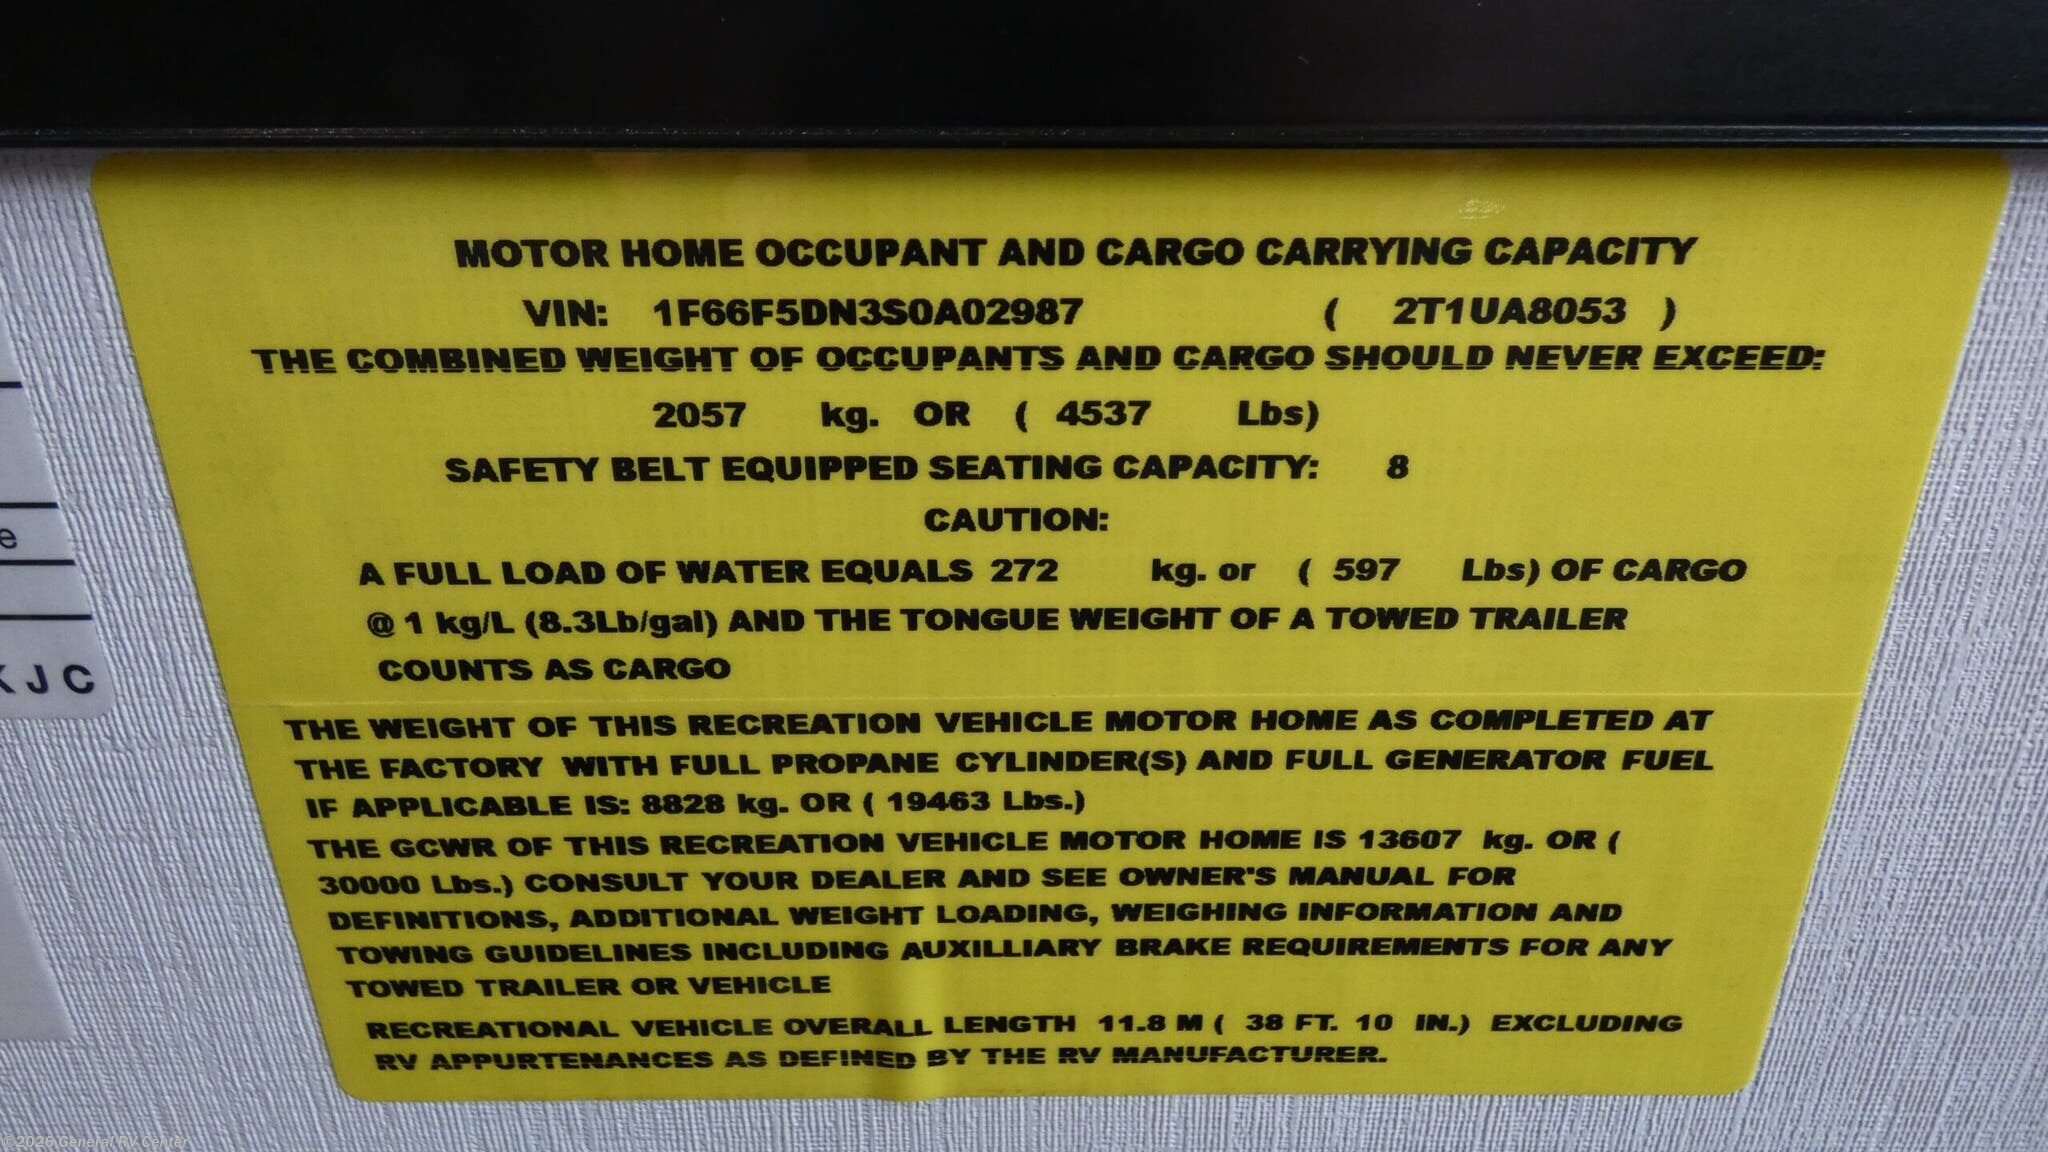 MOTOR HOME OCCUPANT AND CARGO CARRYING CAPACITY
VIN: 1F66F5DN3S0A02987 ( 2T1UA8053 )
THE COMBINED WEIGHT OF OCCUPANTS AND CARGO SHOULD NEVER EXCEED:
2057 kg. OR ( 4537 Lbs)
SAFETY BELT EQUIPPED SEATING CAPACITY: 8
CAUTION:
A FULL LOAD OF WATER EQUALS 272 kg. or ( 597 Lbs) OF CARGO
@ 1 kg/L (8.3Lb/gal) AND THE TONGUE WEIGHT OF A TOWED TRAILER
COUNTS AS CARGO
THE WEIGHT OF THIS RECREATION VEHICLE MOTOR HOME AS COMPLETED AT
THE FACTORY WITH FULL PROPANE CYLINDER(S) AND FULL GENERATOR FUEL
IF APPLICABLE IS: 8828 kg. OR ( 19463 Lbs.)
THE GCWR OF THIS RECREATION VEHICLE MOTOR HOME IS 13607 kg. OR (
30000 Lbs.) CONSULT YOUR DEALER AND SEE OWNER'S MANUAL FOR
DEFINITIONS, ADDITIONAL WEIGHT LOADING, WEIGHING INFORMATION AND
TOWING GUIDELINES INCLUDING AUXILLIARY BRAKE REQUIREMENTS FOR ANY
TOWED TRAILER OR VEHICLE
RECREATIONAL VEHICLE OVERALL LENGTH 11.8 M ( 38 FT. 10 IN.) EXCLUDING
RV APPURTENANCES AS DEFINED BY THE RV MANUFACTURER.
e
K J C
©2026 General RV Center